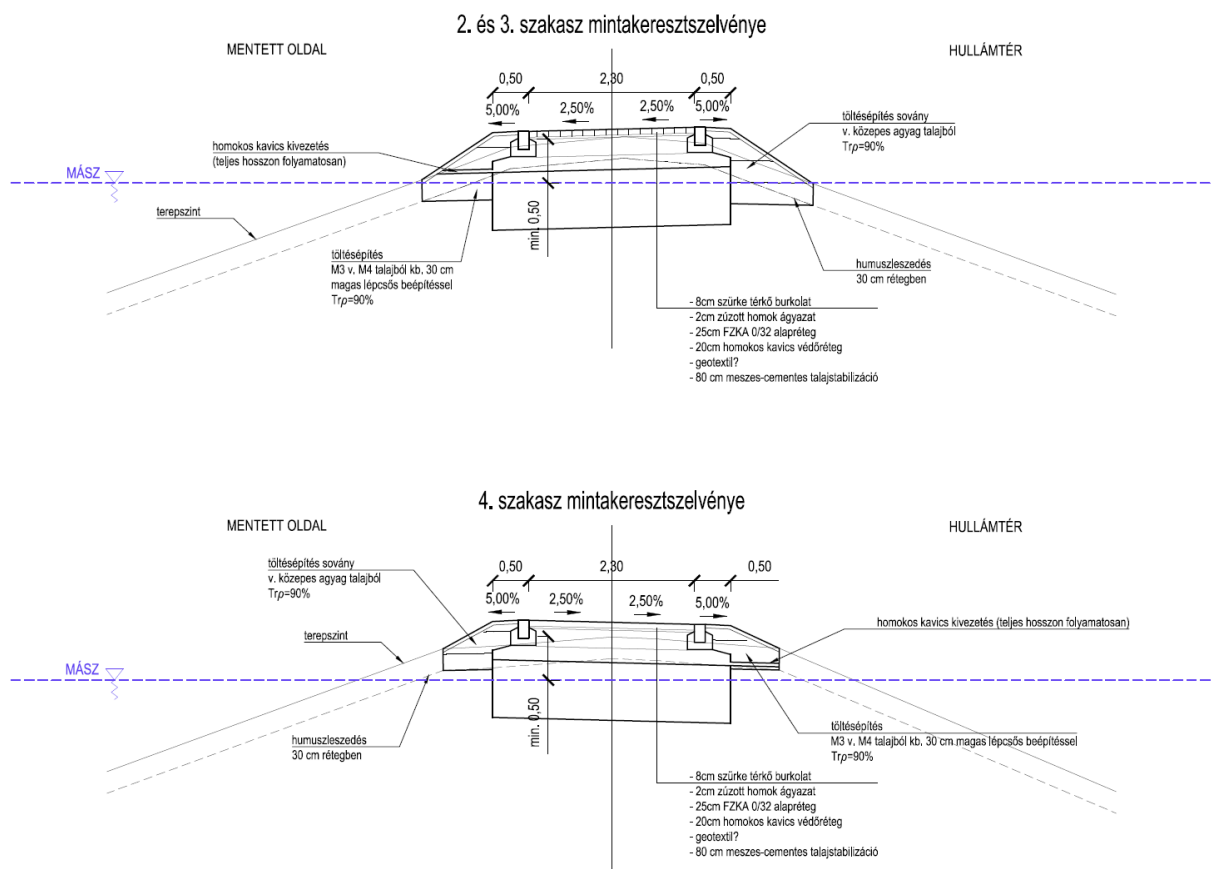 2. és 3. szakasz mintakeresztszelvénye
MENTETT OLDAL
HULLÁMTÉR
0,50
2,30
0,50
5,00%
2,50%
2,50%
5,00%
töltésépítés sovány
v. közepes agyag talajból
Trρ=90%
homokos kavics kivezetés
(teljes hosszon folyamatosan)
MÁSZ
terepszint
min. 0,50
töltésépítés
M3 v. M4 talajból kb. 30 cm
magas lépcsős beépítéssel
Trρ=90%
humuszleszedés
30 cm rétegben
- 8cm szürke térkő burkolat
- 2cm zúzott homok ágyazat
- 25cm FZKA 0/32 alapréteg
- 20cm homokos kavics védőréteg
- geotextil?
- 80 cm meszes-cementes talajstabilizáció
4. szakasz mintakeresztszelvénye
MENTETT OLDAL
HULLÁMTÉR
töltésépítés sovány
v. közepes agyag talajból
Trρ=90%
0,50
2,30
0,50
5,00%
2,50%
2,50%
5,00%
homokos kavics kivezetés (teljes hosszon folyamatosan)
terepszint
MÁSZ
min. 0,50
humuszleszedés
30 cm rétegben
töltésépítés
M3 v. M4 talajból kb. 30 cm magas lépcsős beépítéssel
Trρ=90%
- 8cm szürke térkő burkolat
- 2cm zúzott homok ágyazat
- 25cm FZKA 0/32 alapréteg
- 20cm homokos kavics védőréteg
- geotextil?
- 80 cm meszes-cementes talajstabilizáció